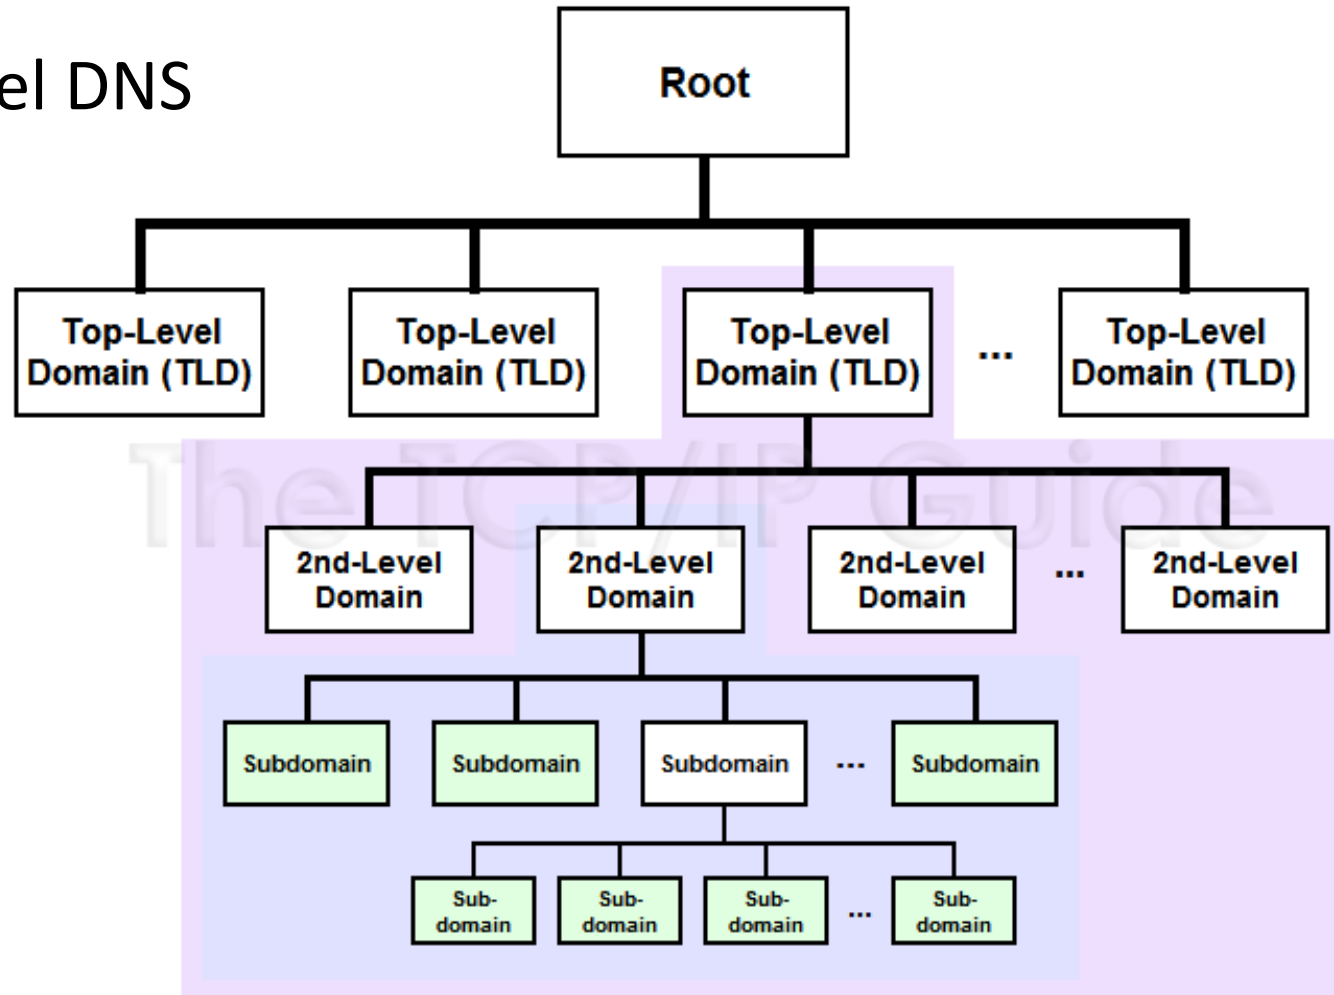 el DNS
Root
Top-Level
Domain (TLD)
Top-Level
Domain (TLD)
Top-Level
Domain (TLD)
...
Top-Level
Domain (TLD)
The TCP/IP Guide
2nd-Level
Domain
2nd-Level
Domain
2nd-Level
Domain
...
2nd-Level
Domain
Subdomain
Subdomain
Subdomain
...
Subdomain
Sub-
domain
Sub-
domain
Sub-
domain
...
Sub-
domain